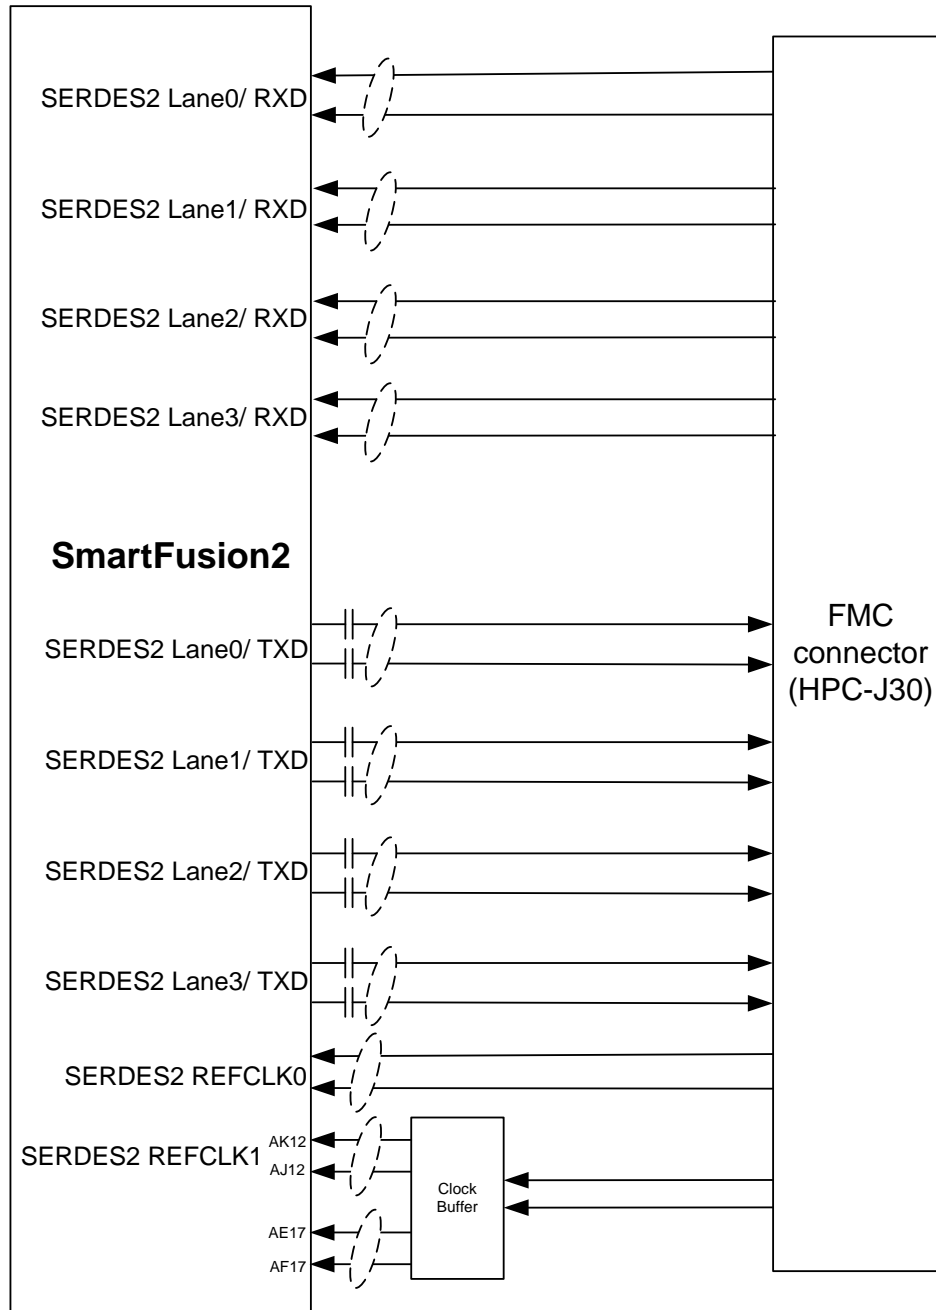 SERDES2 Lane0/ RXD
SERDES2 Lane1/ RXD
SERDES2 Lane2/ RXD
SERDES2 Lane3/ RXD
SmartFusion2
SERDES2 Lane0/ TXD
SERDES2 Lane1/ TXD
SERDES2 Lane2/ TXD
SERDES2 Lane3/ TXD
SERDES2 REFCLK0
SERDES2 REFCLK1
AK12
AJ12
AE17
AF17
Clock
Buffer
FMC
connector
(HPC-J30)